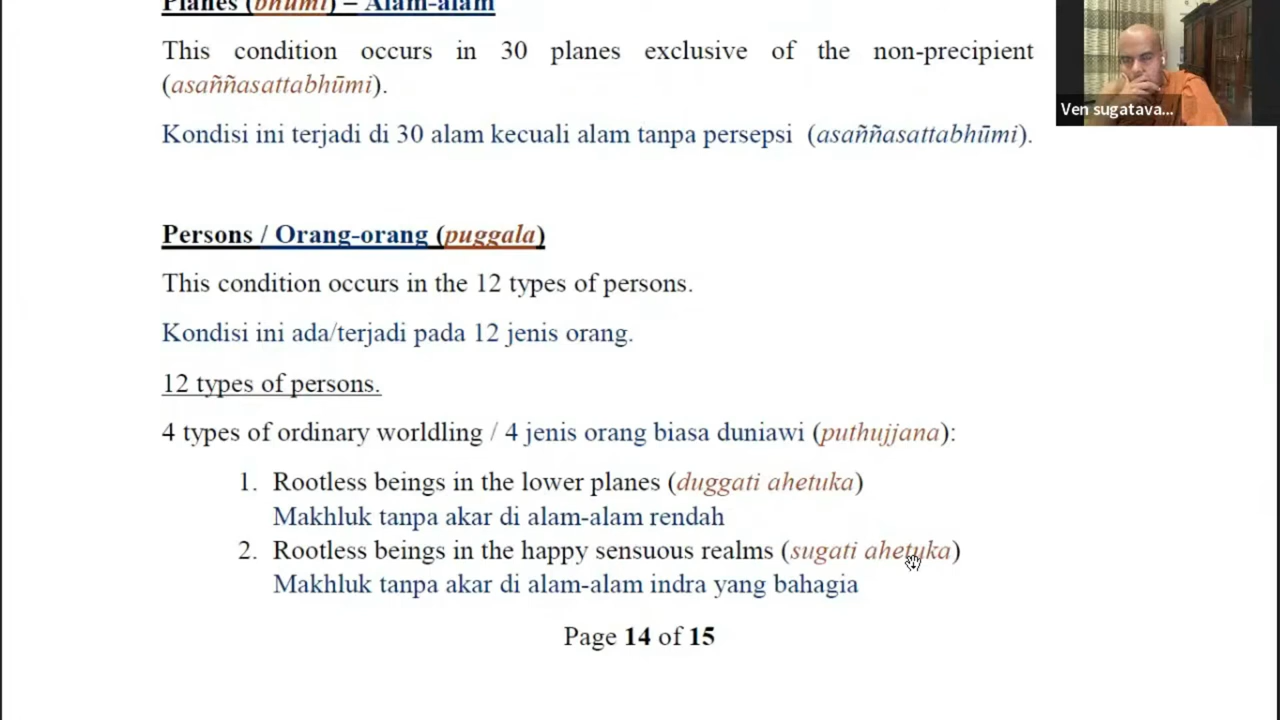 Planes (bhūmi) – Alam-alam
This condition occurs in 30 planes exclusive of the non-precipient
(asaññasattabhūmi).
Kondisi ini terjadi di 30 alam kecuali alam tanpa persepsi (asaññasattabhūmi).
Ven sugatava...
Persons / Orang-orang (puggala)
This condition occurs in the 12 types of persons.
Kondisi ini ada/terjadi pada 12 jenis orang.
12 types of persons.
4 types of ordinary worldling / 4 jenis orang biasa duniawi (puthujjana):
1. Rootless beings in the lower planes (duggati ahetuka)
Makhluk tanpa akar di alam-alam rendah
2. Rootless beings in the happy sensuous realms (sugati ahetuka)
Makhluk tanpa akar di alam-alam indra yang bahagia
Page 14 of 15